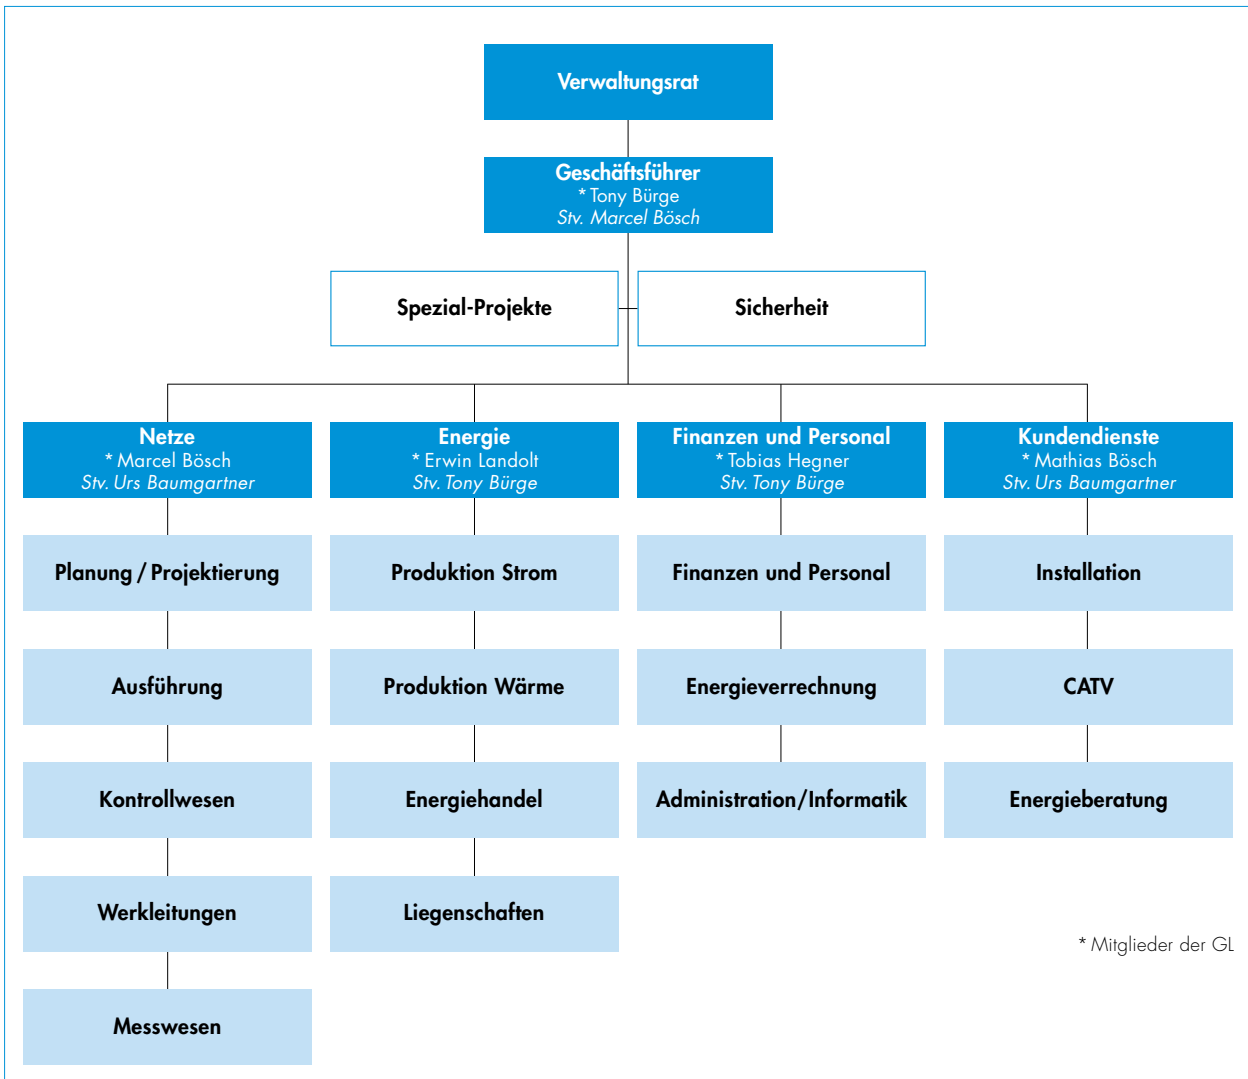 Verwaltungsrat
Geschäftsführer
* Tony Bürge
Stv. Marcel Bösch
Spezial-Projekte
Sicherheit
Netze
* Marcel Bösch
Stv. Urs Baumgartner
Energie
* Erwin Landolt
Stv. Tony Bürge
Finanzen und Personal
* Tobias Hegner
Stv. Tony Bürge
Kundendienste
* Mathias Bösch
Stv. Urs Baumgartner
Planung / Projektierung
Produktion Strom
Finanzen und Personal
Installation
Ausführung
Produktion Wärme
Energieverrechnung
CATV
Kontrollwesen
Energiehandel
Administration/Informatik
Energieberatung
Werkleitungen
Liegenschaften
* Mitglieder der GL
Messwesen